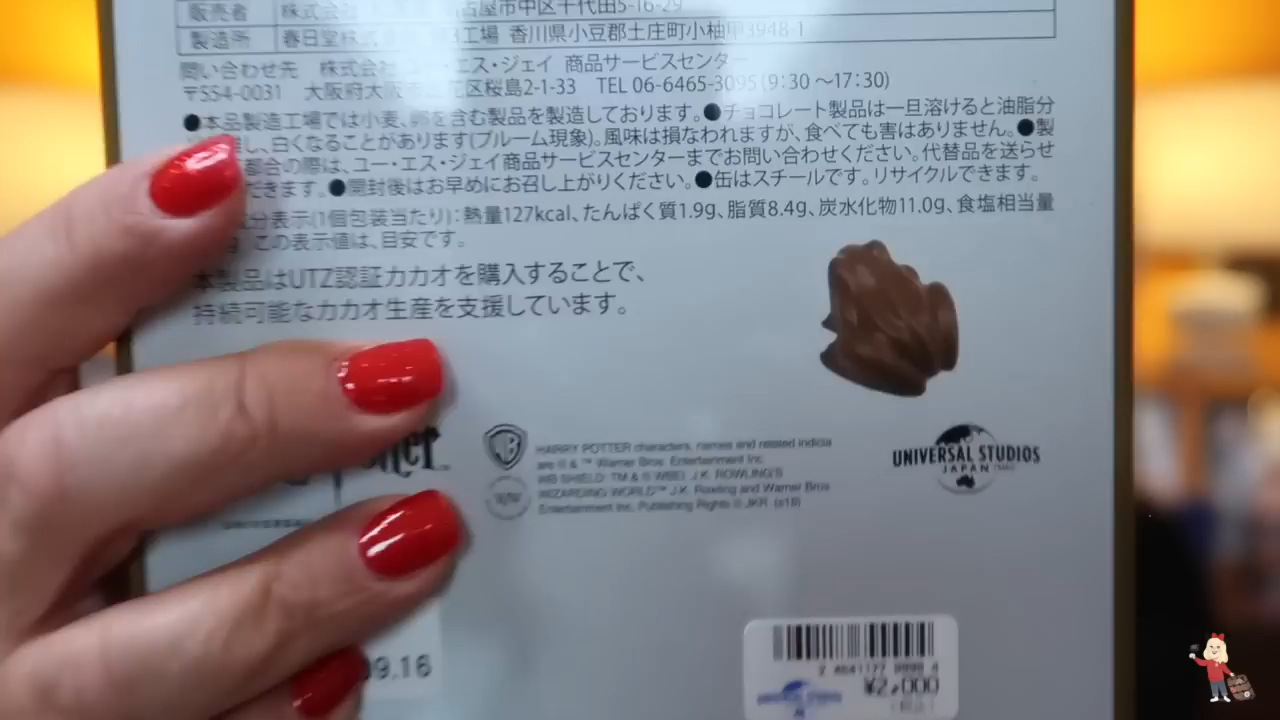 販売者 株式会 古屋市中区千代田5-16-29
製造所 春日堂株式 工場 香川県小豆郡土庄町小柚甲3948-1
問い合わせ先 株式会社 ユー・エス・ジェイ 商品サービスセンター
〒554-0031 大阪府大阪市 花区桜島2-1-33 TEL 06-6465-3095(9:30 ～17:30)
●本品製造工場では小麦、卵を含む製品を製造しております。●チョコレート製品は一旦溶けると油脂分
し、白くなることがあります(ブルーム現象)。風味は損なわれますが、食べても害はありません。●製
都合の際は、ユー・エス・ジェイ商品サービスセンターまでお問い合わせください。代替品を送らせ
できます。●開封後はお早めにお召し上がりください。●缶はスチールです。リサイクルできます。
分表示(1個包装当たり):熱量127kcal、たんぱく質1.9g、脂質8.4g、炭水化物11.0g、食塩相当量
g この表示値は、目安です。
本製品はUTZ認証カカオを購入することで、
持続可能なカカオ生産を支援しています。
HARRY POTTER characters, names and related indicia
are © & ™ Warner Bros. Entertainment Inc.
WB SHIELD: TM & © WBEI. J.K. ROWLING'S
WIZARDING WORLD™ J.K. Rowling and Warner Bros.
Entertainment Inc. Publishing Rights © JKR. (s18)
UNIVERSAL STUDIOS
JAPAN
09.16
¥2,000
(税込)
UNIVERSAL STUDIOS